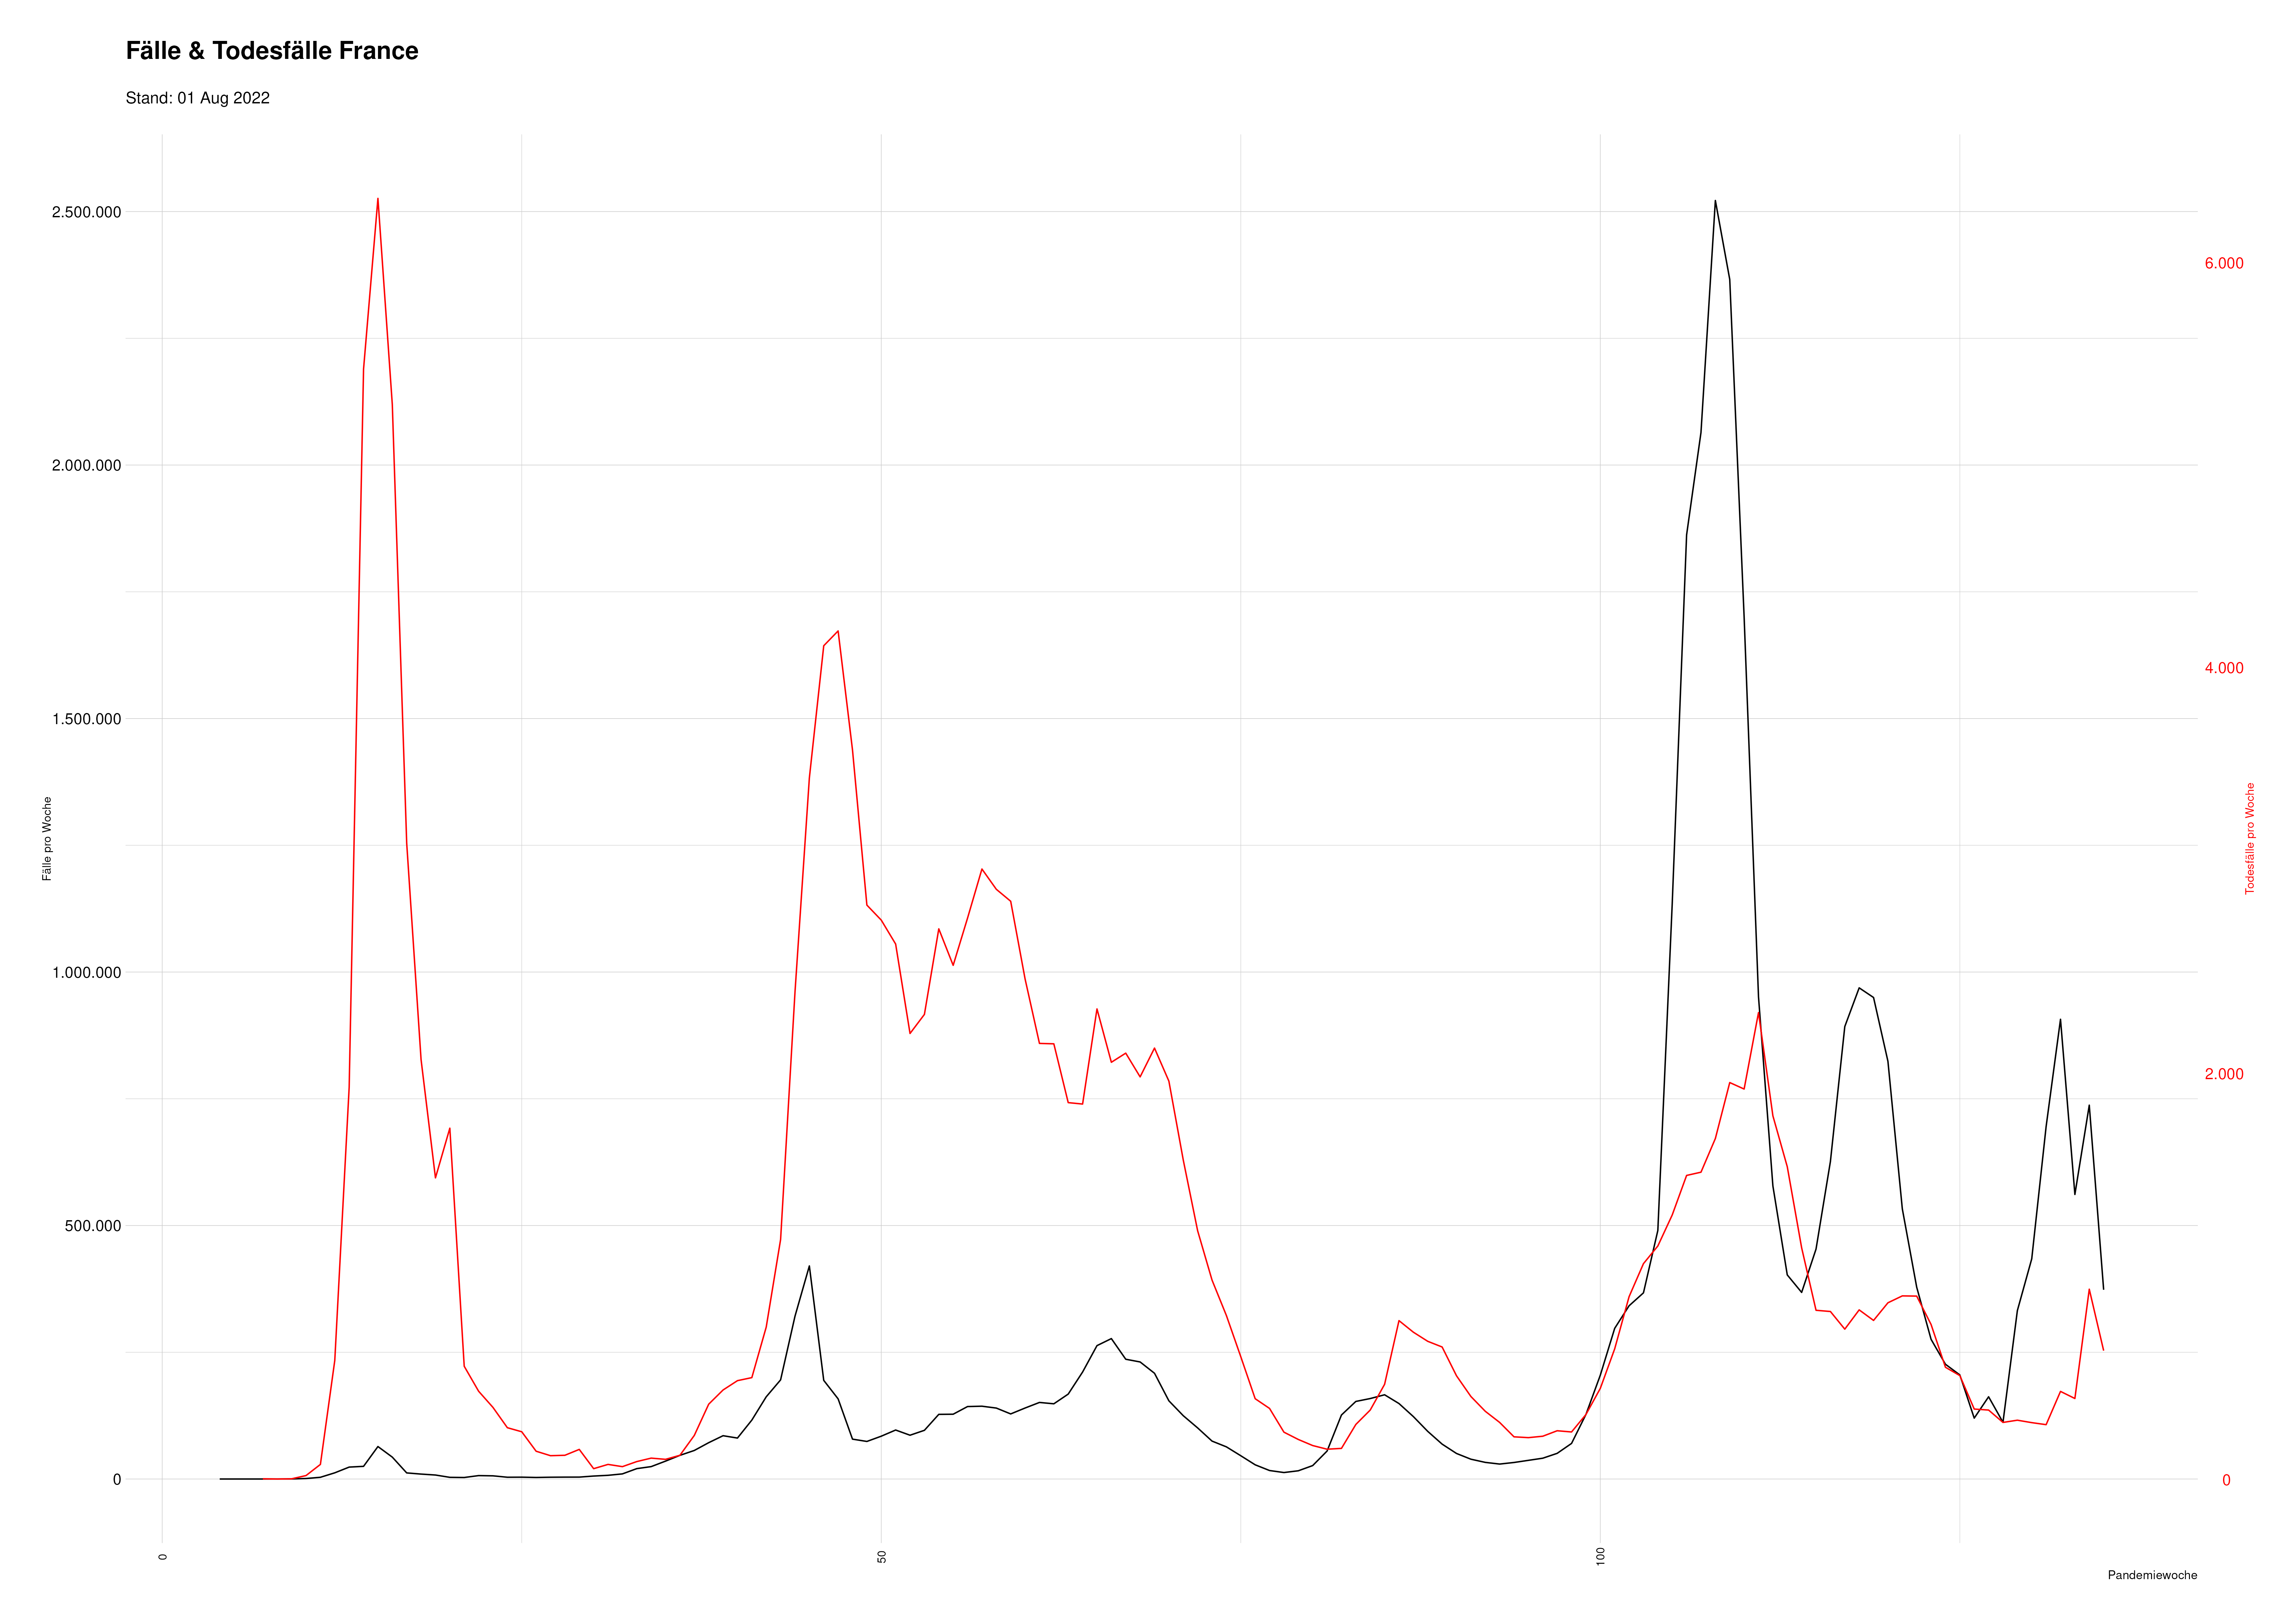 Fälle & Todesfälle France
Stand: 01 Aug 2022
2.500.000
2.000.000
1.500.000
1.000.000
500.000
0
Fälle pro Woche
6.000
4.000
2.000
0
Todesfälle pro Woche
0
50
100
Pandemiewoche